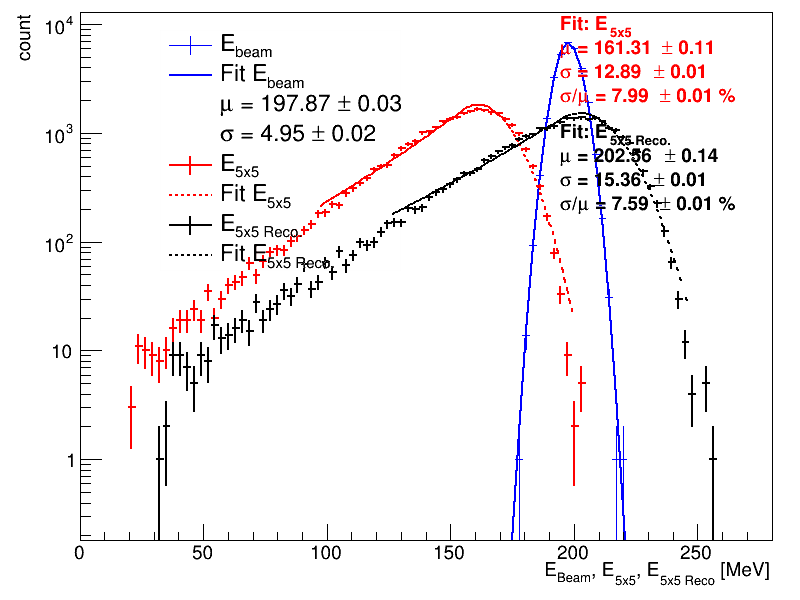 count
10^4
10^3
10^2
10
1
E_beam
Fit E_beam
μ = 197.87 ± 0.03
σ = 4.95 ± 0.02
E_5x5
Fit E_5x5
E_5x5 Reco.
Fit E_5x5 Reco.
Fit: E_5x5
μ = 161.31 ± 0.11
σ = 12.89 ± 0.01
σ/μ = 7.99 ± 0.01 %
Fit: E_5x5 Reco.
μ = 202.56 ± 0.14
σ = 15.36 ± 0.01
σ/μ = 7.59 ± 0.01 %
0 50 100 150 200 250
E_Beam, E_5x5, E_5x5 Reco [MeV]